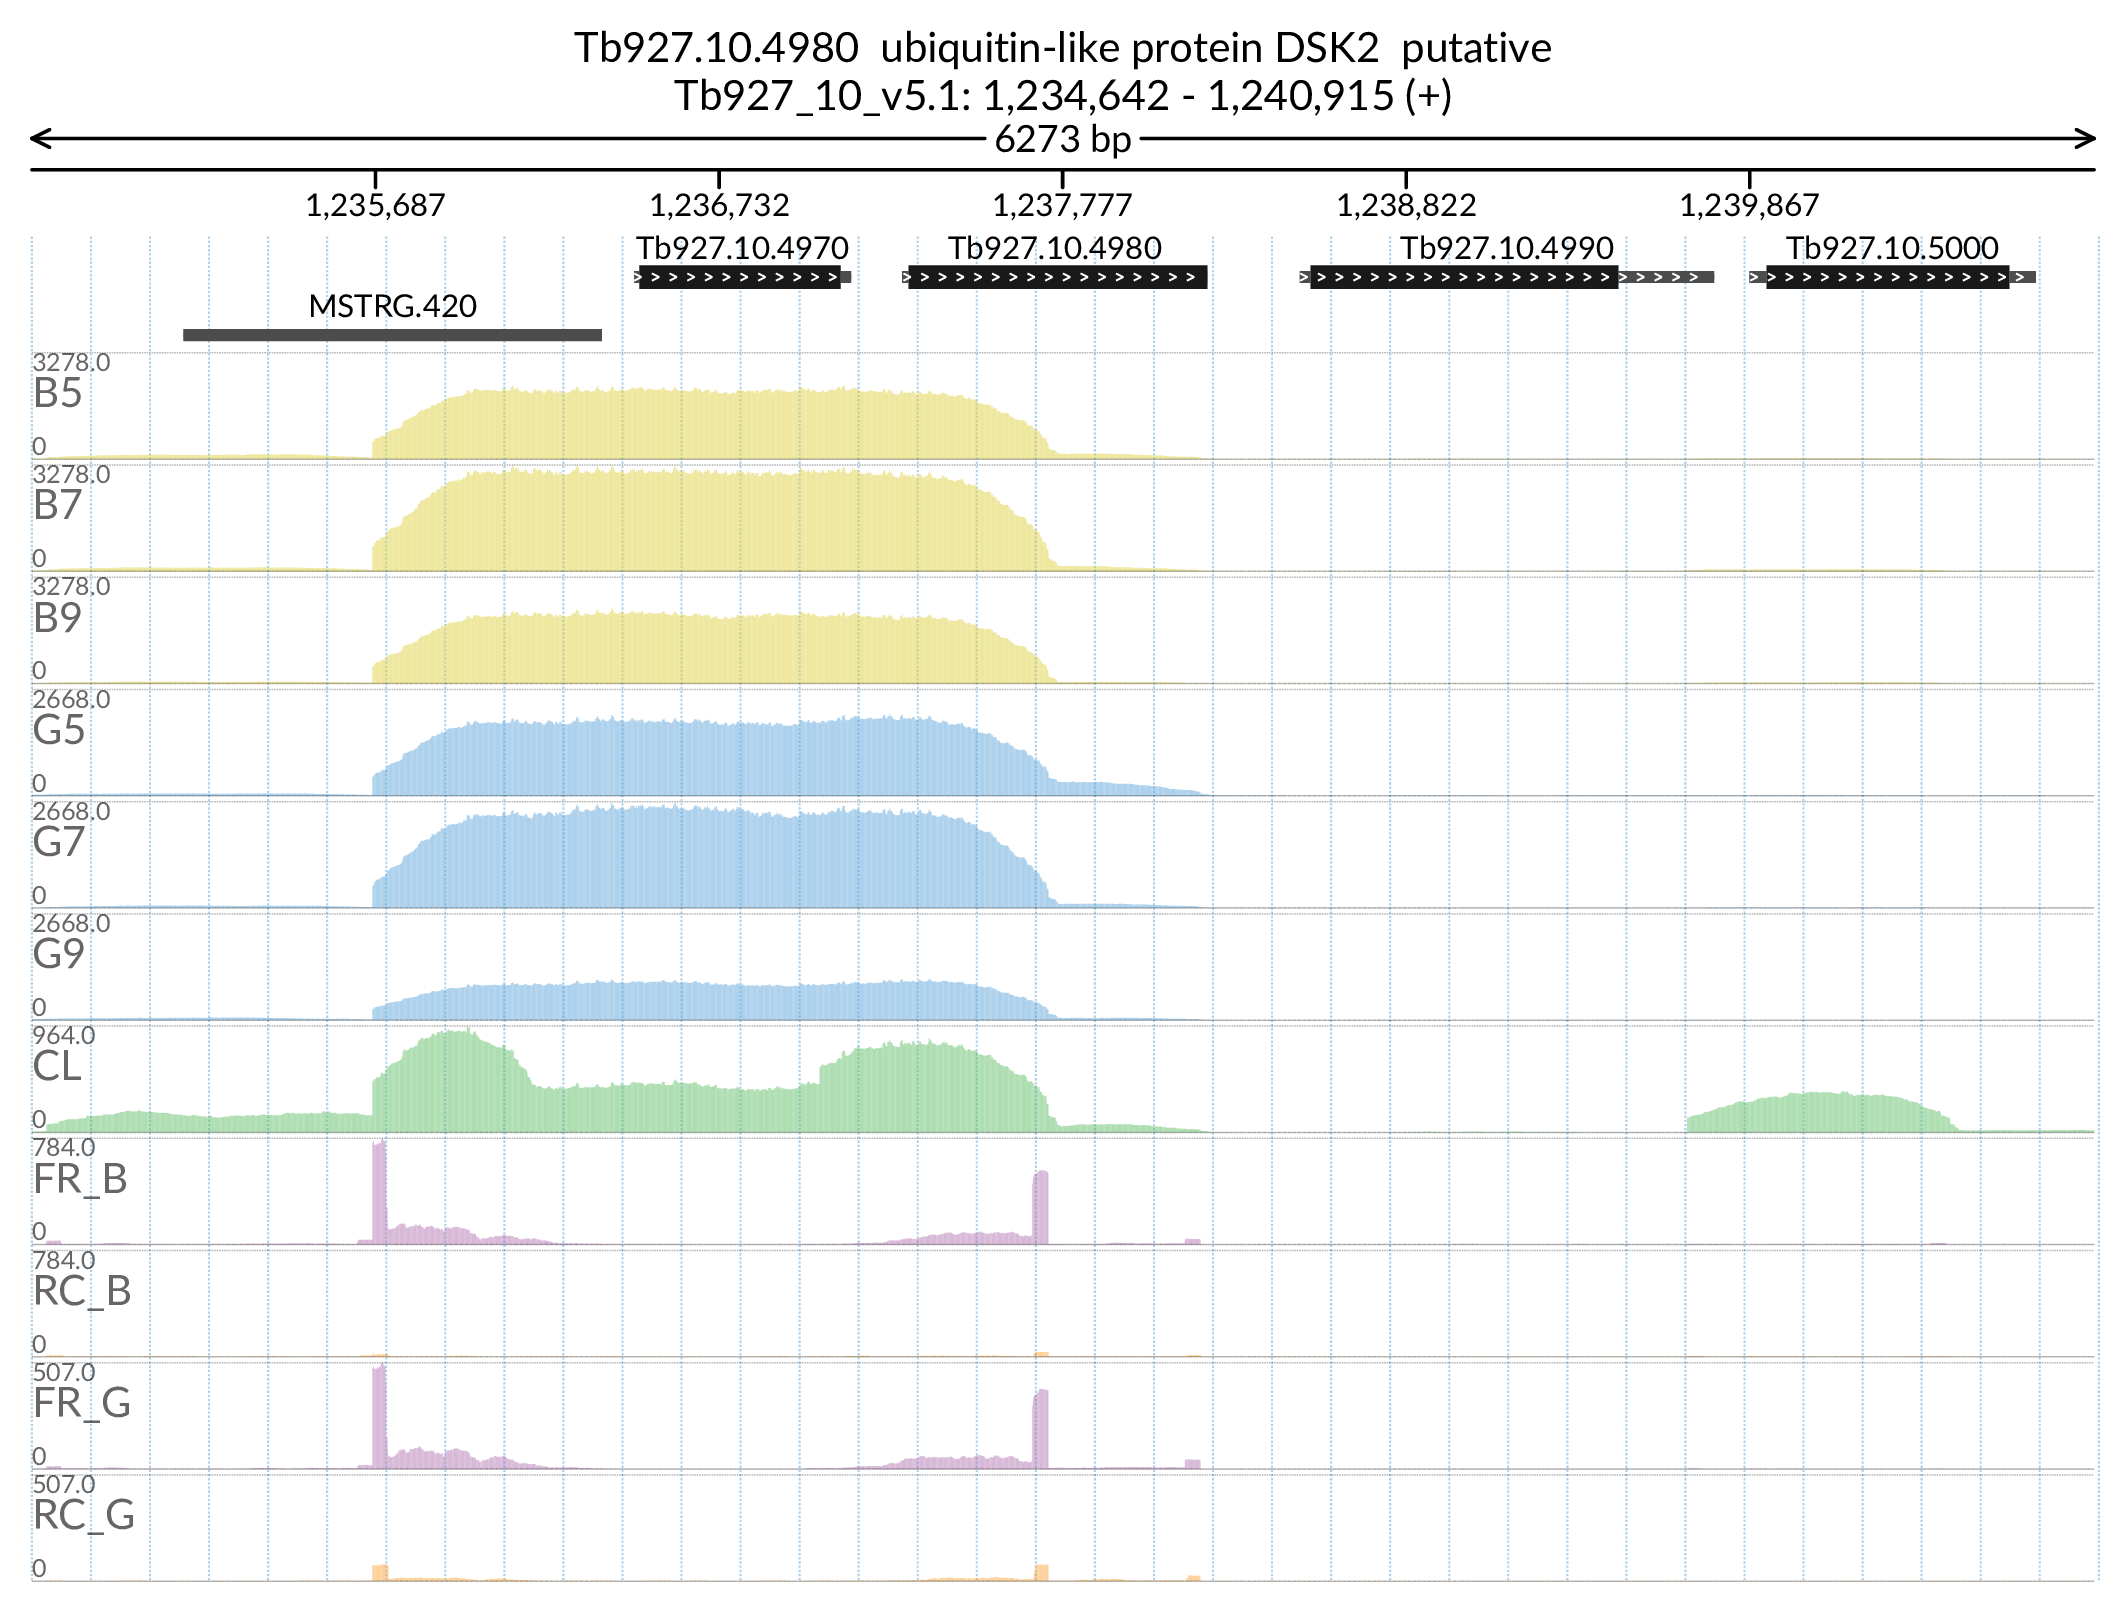 Tb927.10.4980 ubiquitin-like protein DSK2 putative
Tb927_10_v5.1: 1,234,642 - 1,240,915 (+)
6273 bp
1,235,687 1,236,732 1,237,777 1,238,822 1,239,867
Tb927.10.4970 Tb927.10.4980 Tb927.10.4990 Tb927.10.5000
MSTRG.420
3278.0
B5
0
3278.0
B7
0
3278.0
B9
0
2668.0
G5
0
2668.0
G7
0
2668.0
G9
0
964.0
CL
0
784.0
FR_B
0
784.0
RC_B
0
507.0
FR_G
0
507.0
RC_G
0